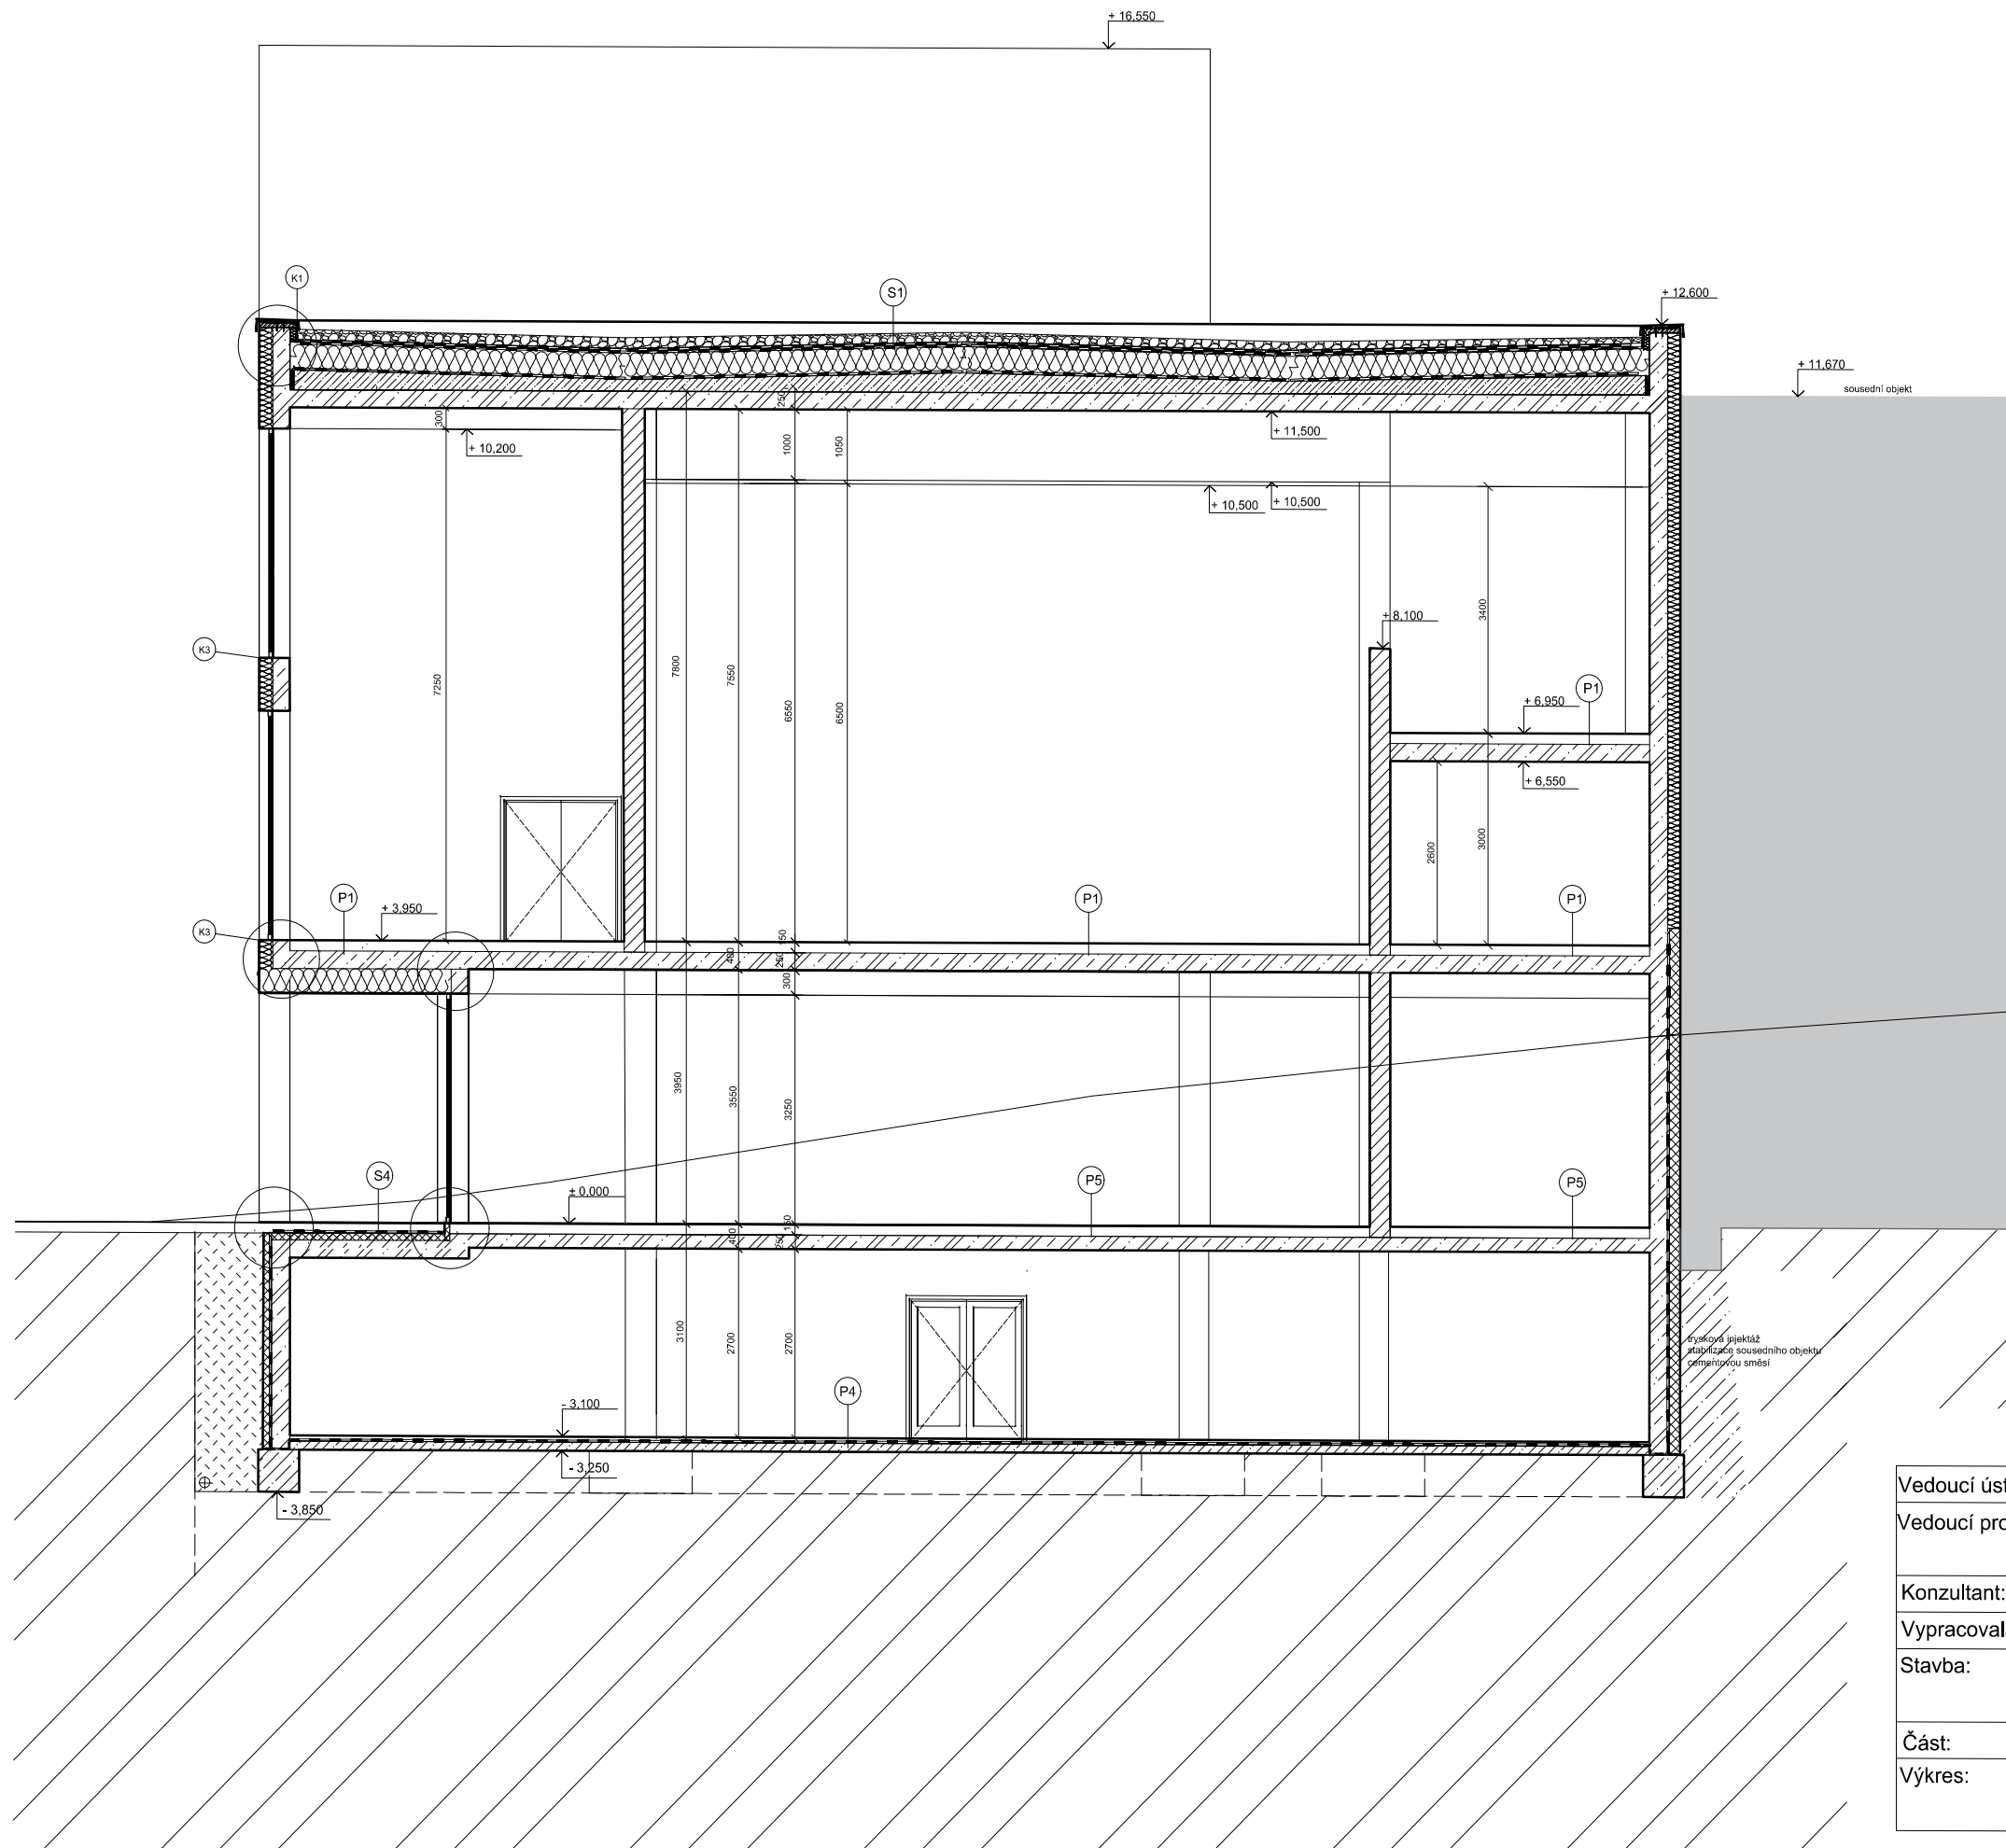 + 16,550
K1
S1
+ 12,600
+ 11,670
sousední objekt
250
300
+ 10,200
1000
1050
+ 11,500
+ 10,500
+ 10,500
3400
+ 8,100
K3
7250
7800
7550
6550
6500
+ 6,950
P1
+ 6,550
2600
3000
P1
+ 3,950
P1
P1
K3
150
400
250
300
3950
3550
3250
S4
± 0,000
P5
P5
150
400
250
3100
2700
2700
trysková injektáž
stabilizace sousedního objektu
cementovou směsí
- 3,100
P4
- 3,250
- 3,850
Vedoucí úst
Vedoucí pro
Konzultant:
Vypracoval
Stavba:
Část:
Výkres: